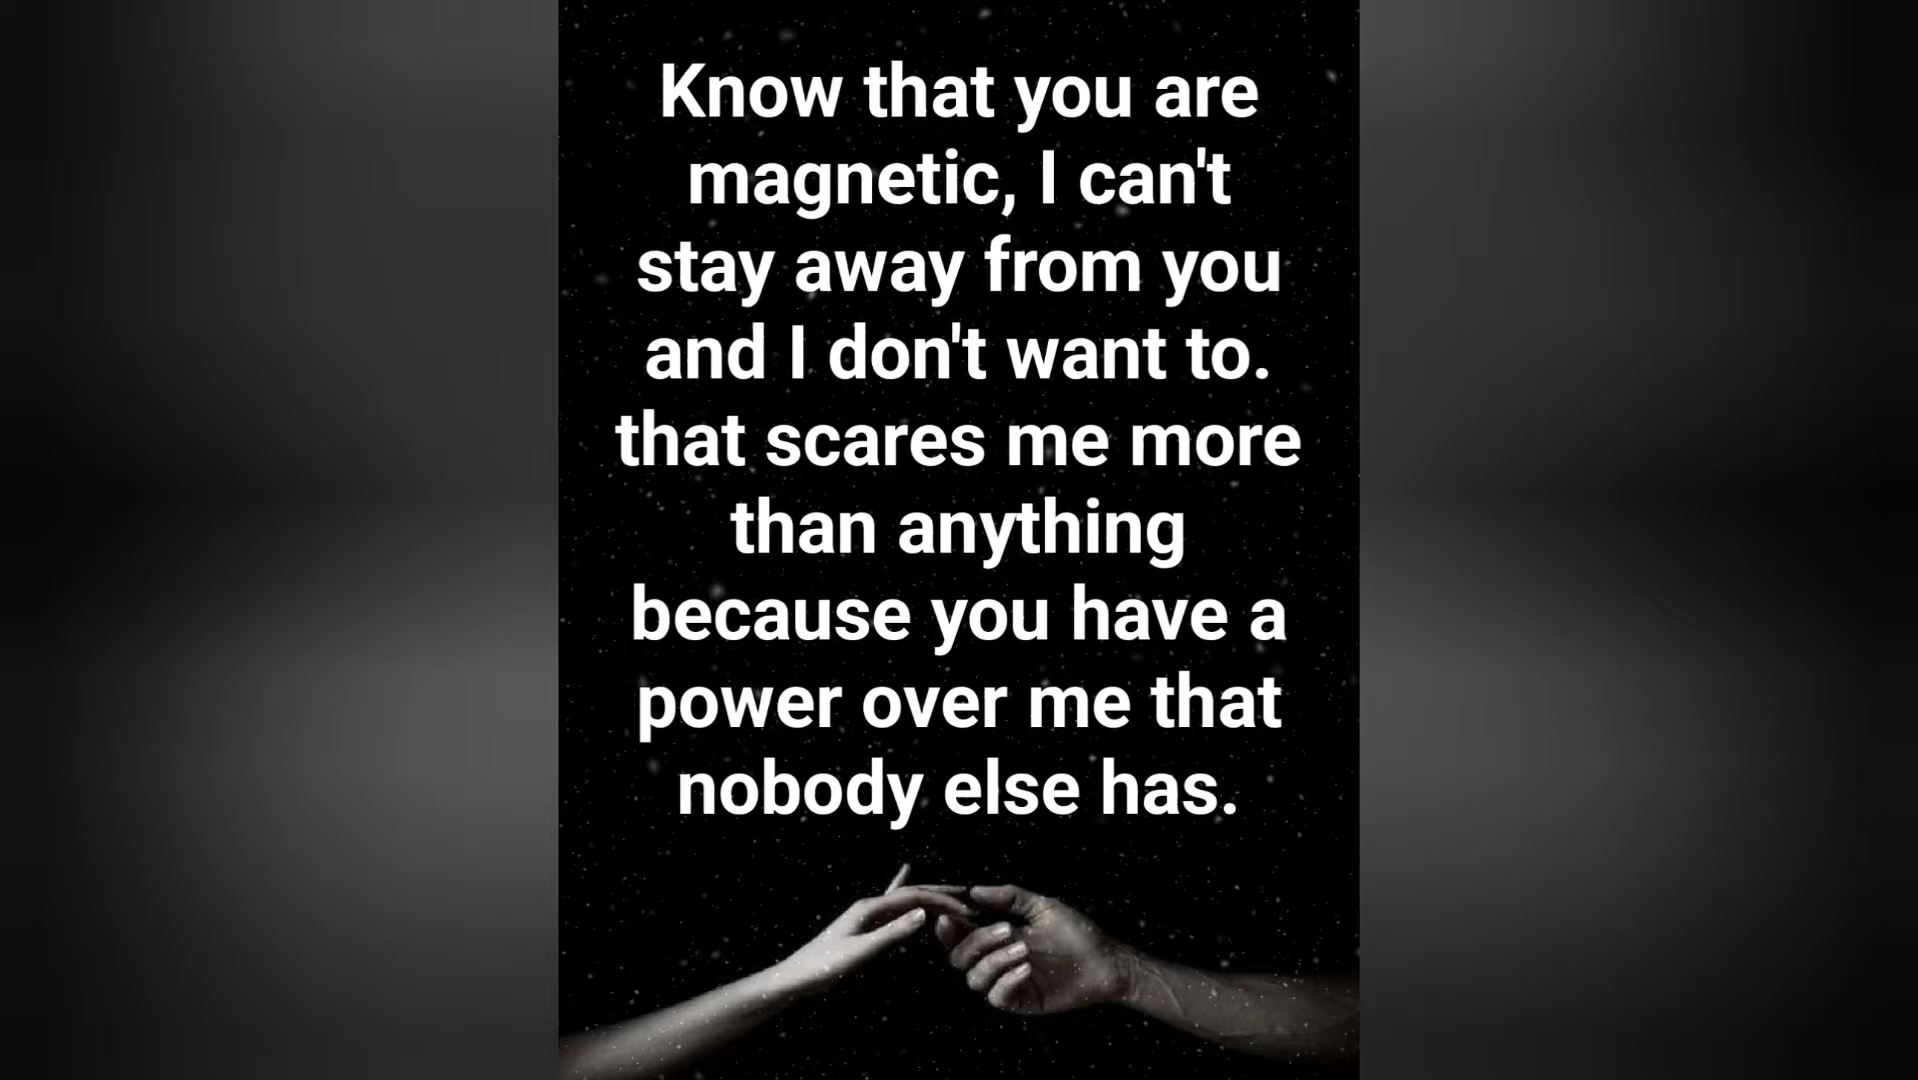 Know that you are
magnetic, I can't
stay away from you
and I don't want to.
that scares me more
than anything
because you have a
power over me that
nobody else has.